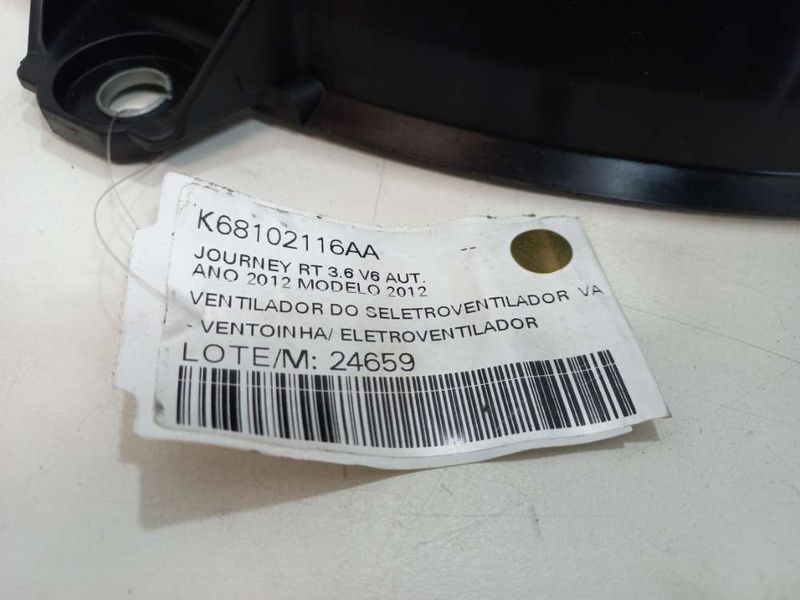 K68102116AA --
JOURNEY RT 3.6 V6 AUT.
ANO 2012 MODELO 2012
VENTILADOR DO SELETROVENTILADOR VA
- VENTOINHA/ ELETROVENTILADOR
LOTE/M: 24659